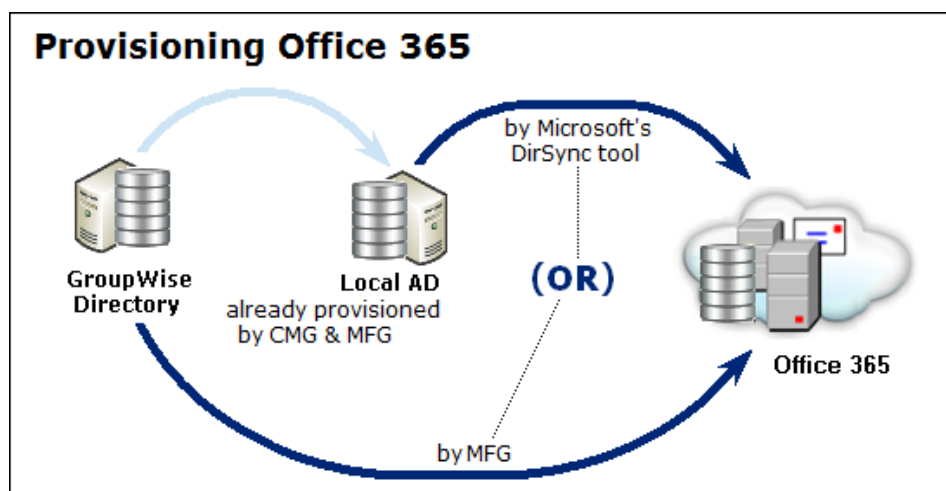 Provisioning Office 365
by Microsoft's
DirSync tool
GroupWise
Directory
Local AD
already provisioned
by CMG & MFG
(OR)
Office 365
by MFG